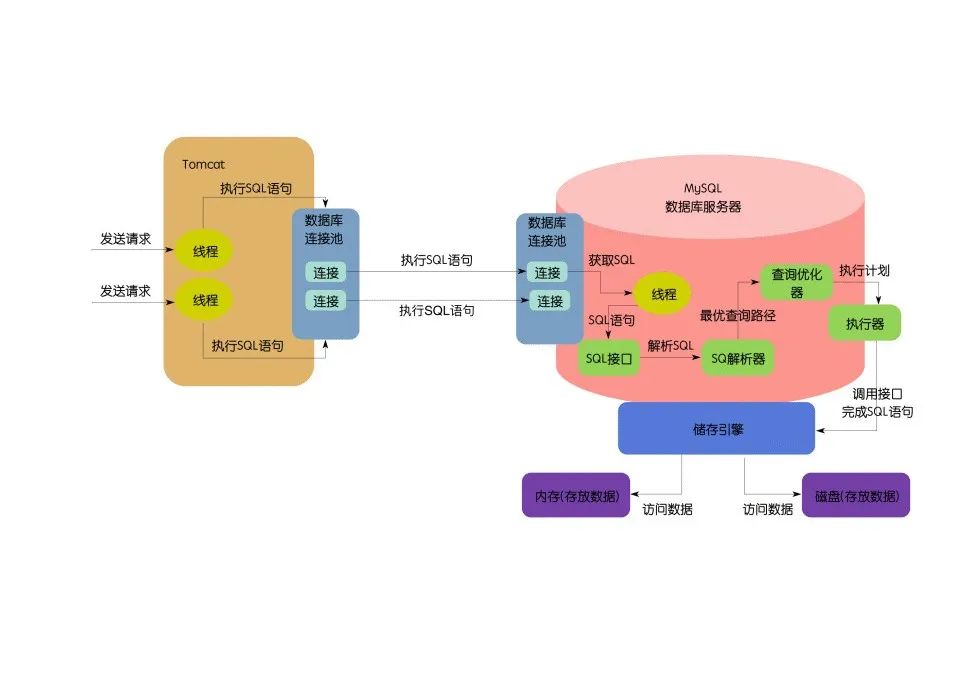 Tomcat
执行SQL语句
发送请求
线程
发送请求
线程
执行SQL语句
数据库
连接池
连接
连接
执行SQL语句
执行SQL语句
MySQL
数据库服务器
数据库
连接池
连接
连接
获取SQL
线程
SQL语句
SQL接口
解析SQL
SQ解析器
最优查询路径
查询优化
器
执行计划
执行器
调用接口
完成SQL语句
储存引擎
内存(存放数据)
访问数据
访问数据
磁盘(存放数据)